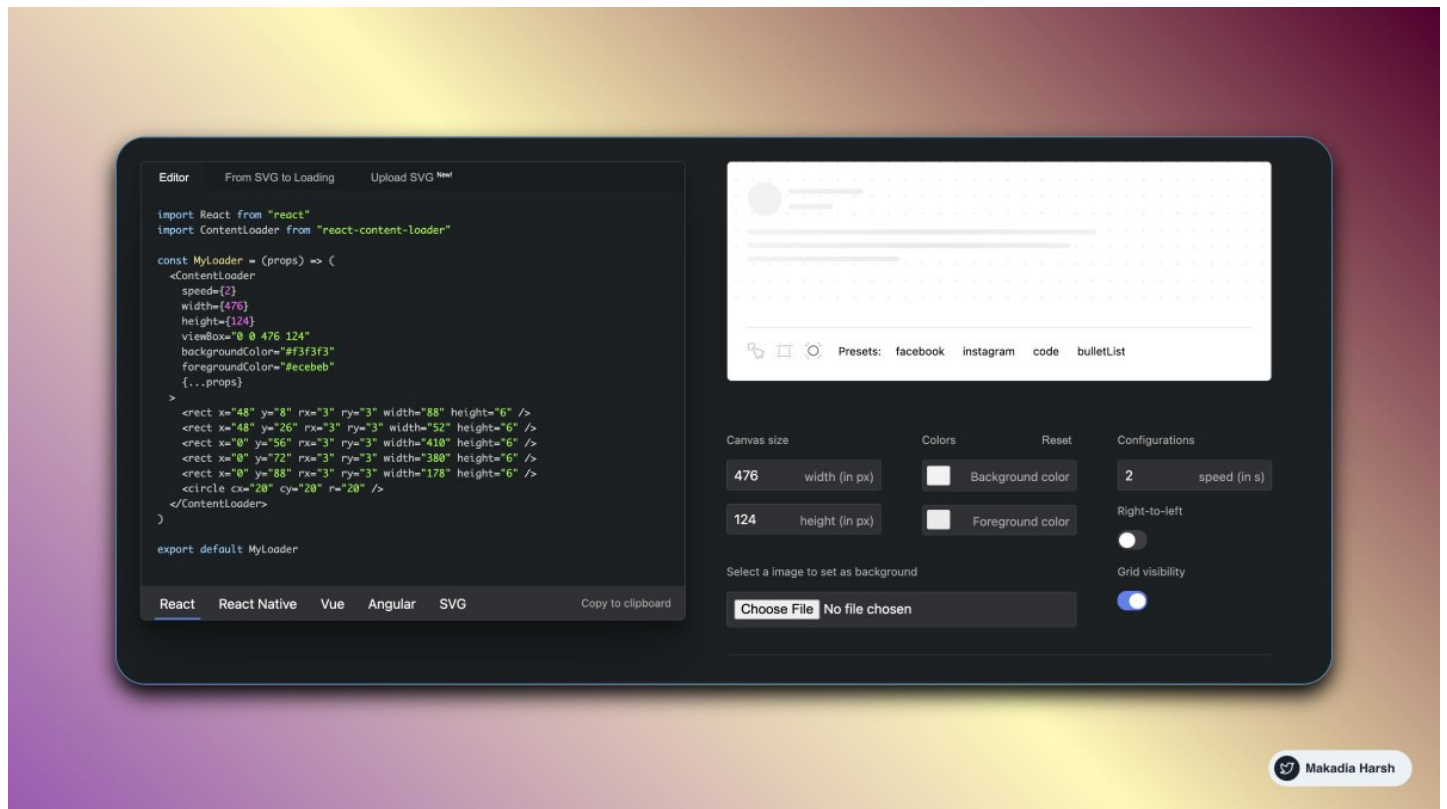 Editor From SVG to Loading Upload SVG New!
import React from "react"
import ContentLoader from "react-content-loader"
const MyLoader = (props) => (
<ContentLoader
speed={2}
width={476}
height={124}
viewBox="0 0 476 124"
backgroundColor="#f3f3f3"
foregroundColor="#ecebeb"
{...props}
>
<rect x="48" y="8" rx="3" ry="3" width="88" height="6" />
<rect x="48" y="26" rx="3" ry="3" width="52" height="6" />
<rect x="0" y="56" rx="3" ry="3" width="410" height="6" />
<rect x="0" y="72" rx="3" ry="3" width="380" height="6" />
<rect x="0" y="88" rx="3" ry="3" width="178" height="6" />
<circle cx="20" cy="20" r="20" />
</ContentLoader>
)
export default MyLoader
React React Native Vue Angular SVG Copy to clipboard
Presets: facebook instagram code bulletList
Canvas size Colors Reset Configurations
476 width (in px) Background color 2 speed (in s)
124 height (in px) Foreground color Right-to-left
Select a image to set as background Grid visibility
Choose File No file chosen
Makadia Harsh